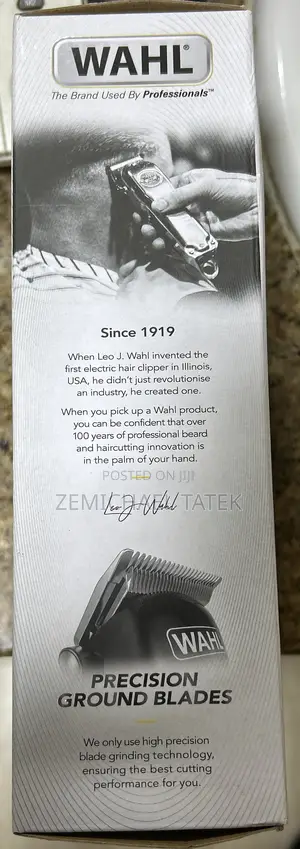 WAHL®
The Brand Used By Professionals™
Since 1919
When Leo J. Wahl invented the
first electric hair clipper in Illinois,
USA, he didn't just revolutionise
an industry, he created one.
When you pick up a Wahl product,
you can be confident that over
100 years of professional beard
and haircutting innovation is
in the palm of your hand.
POSTED ON JIJI
Leo J. Wahl
WAHL
PRECISION
GROUND BLADES
We only use high precision
blade grinding technology,
ensuring the best cutting
performance for you.